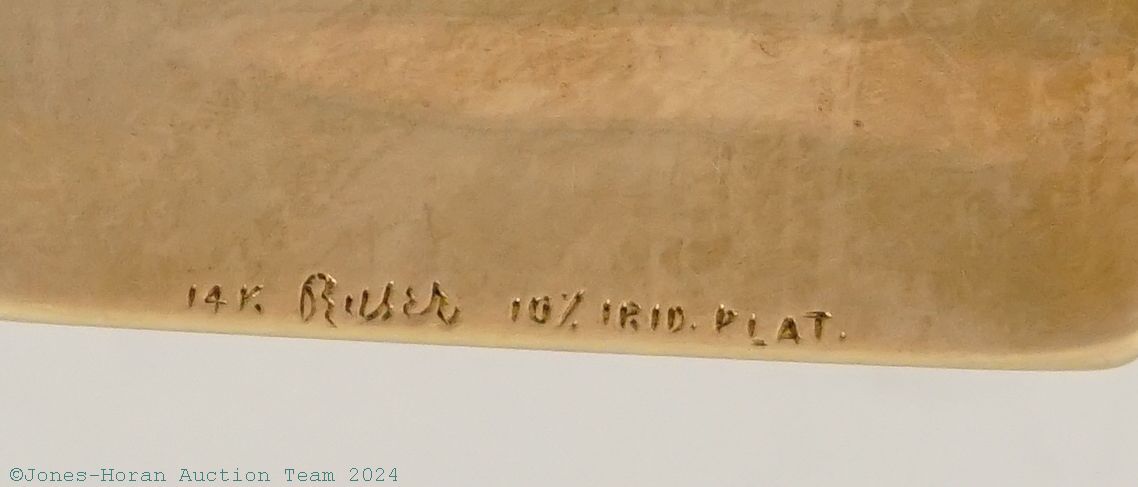 14K Riker 10% IRID. PLAT.
©Jones-Horan Auction Team 2024